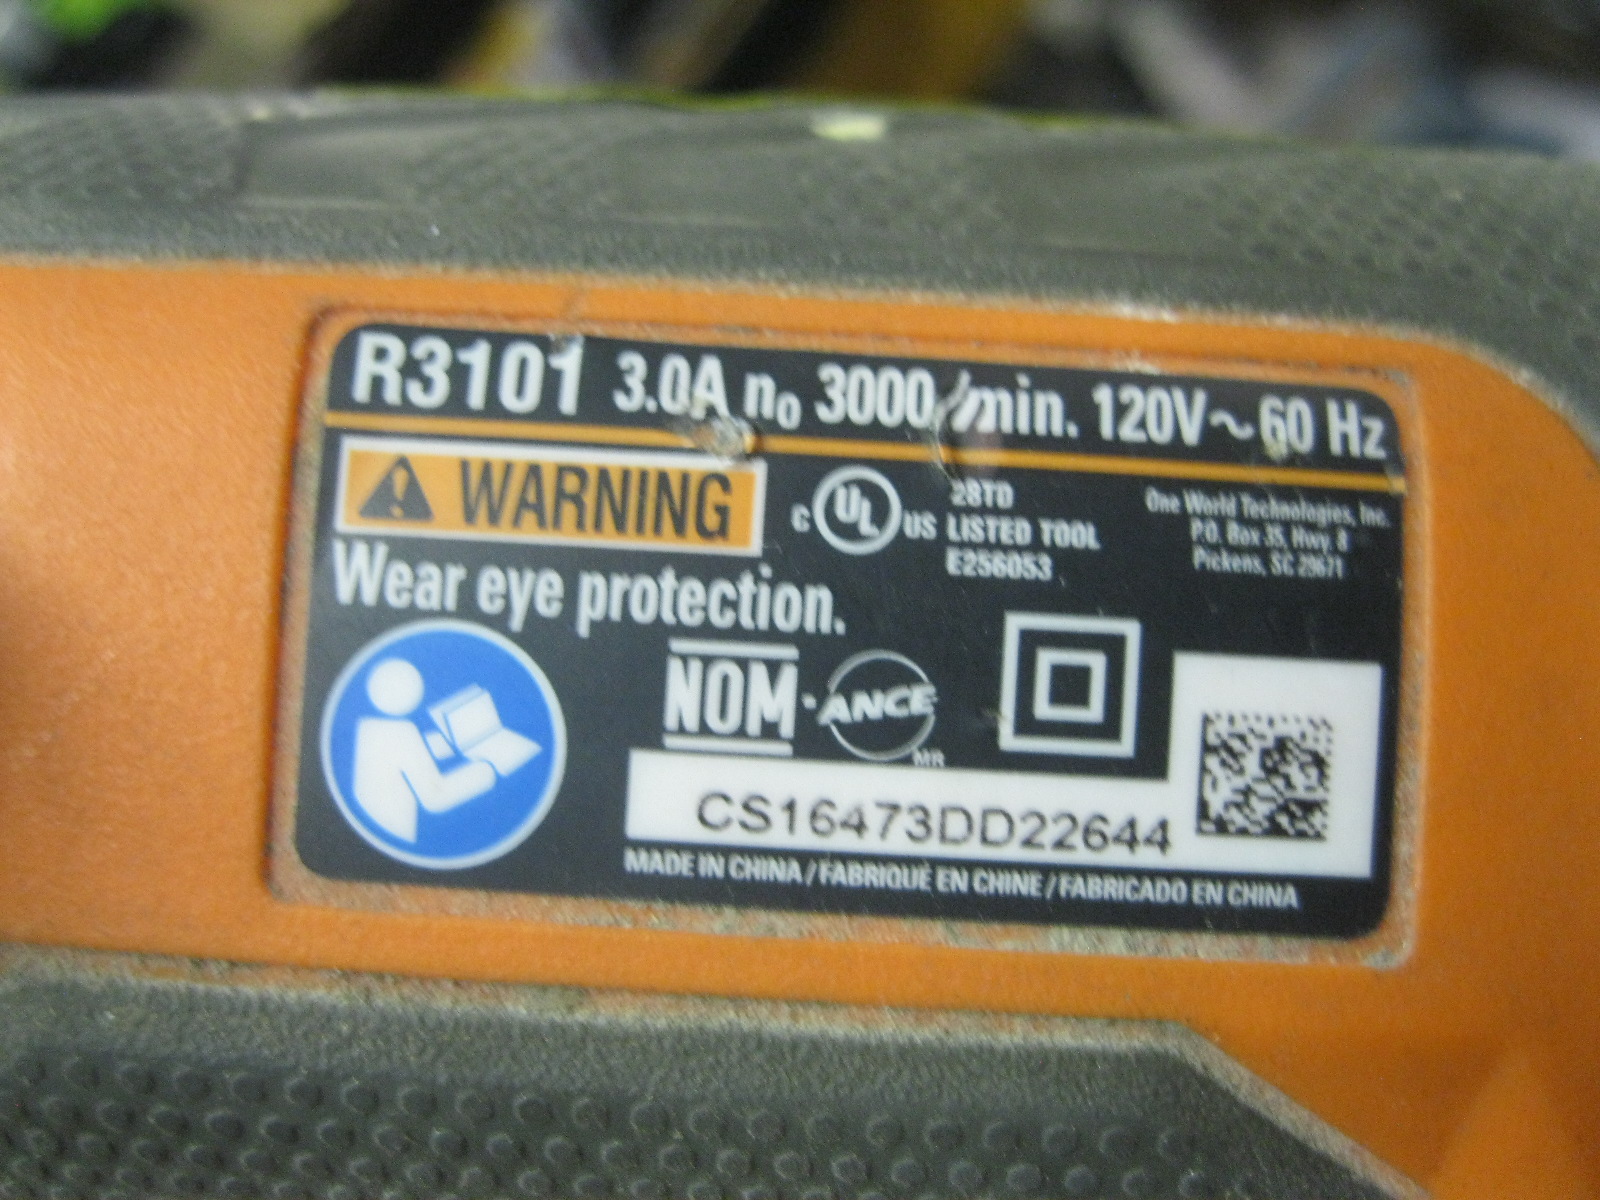 R3101 3.0A n₀ 3000 /min. 120V~60 Hz
WARNING
Wear eye protection.
C UL US
28TD
LISTED TOOL
E256053
One World Technologies, Inc.
P.O. Box 35, Hwy. 8
Pickens, SC 29671
NOM-ANCE
MR
CS16473DD22644
MADE IN CHINA / FABRIQUÉ EN CHINE / FABRICADO EN CHINA